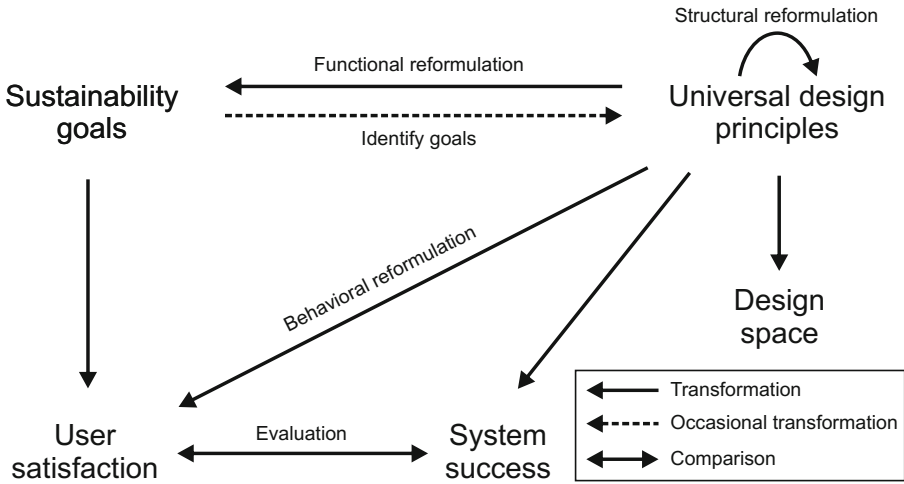 Structural reformulation
Functional reformulation
Sustainability
goals
Universal design
principles
Identify goals
Behavioral reformulation
Design
space
Transformation
Occasional transformation
Comparison
User
satisfaction
Evaluation
System
success